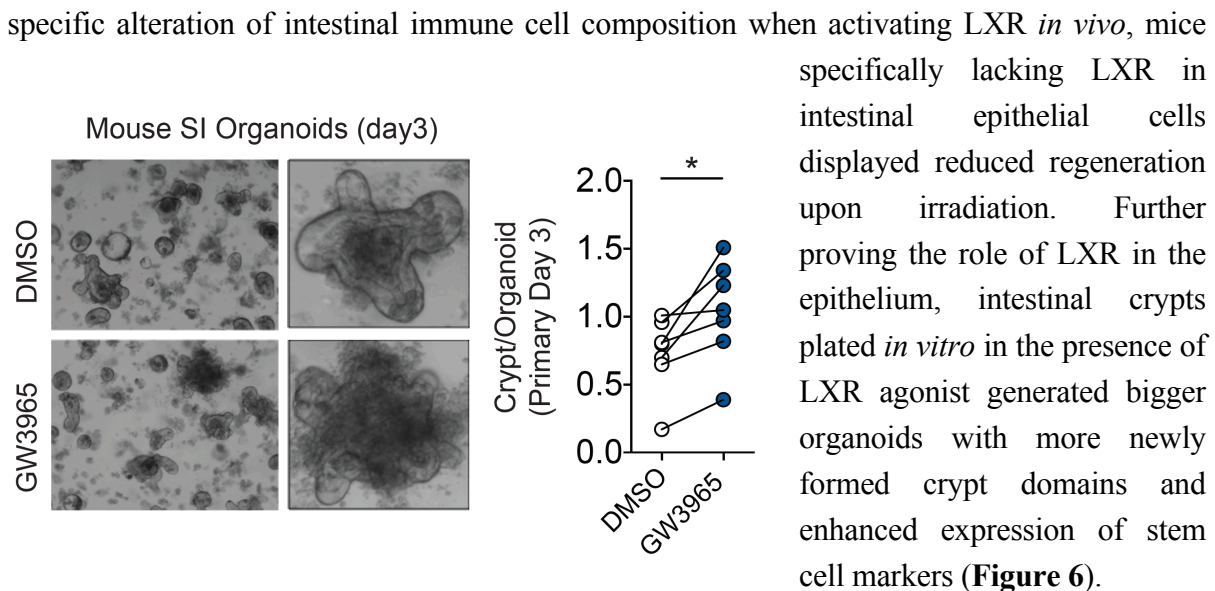 specific alteration of intestinal immune cell composition when activating LXR in vivo, mice
specifically lacking LXR in
intestinal epithelial cells
displayed reduced regeneration
upon irradiation. Further
proving the role of LXR in the
epithelium, intestinal crypts
plated in vitro in the presence of
LXR agonist generated bigger
organoids with more newly
formed crypt domains and
enhanced expression of stem
cell markers (Figure 6).
Mouse SI Organoids (day3)
DMSO
GW3965
Crypt/Organoid
(Primary Day 3)
2.0
1.5
1.0
0.5
0.0
*
DMSO
GW3965